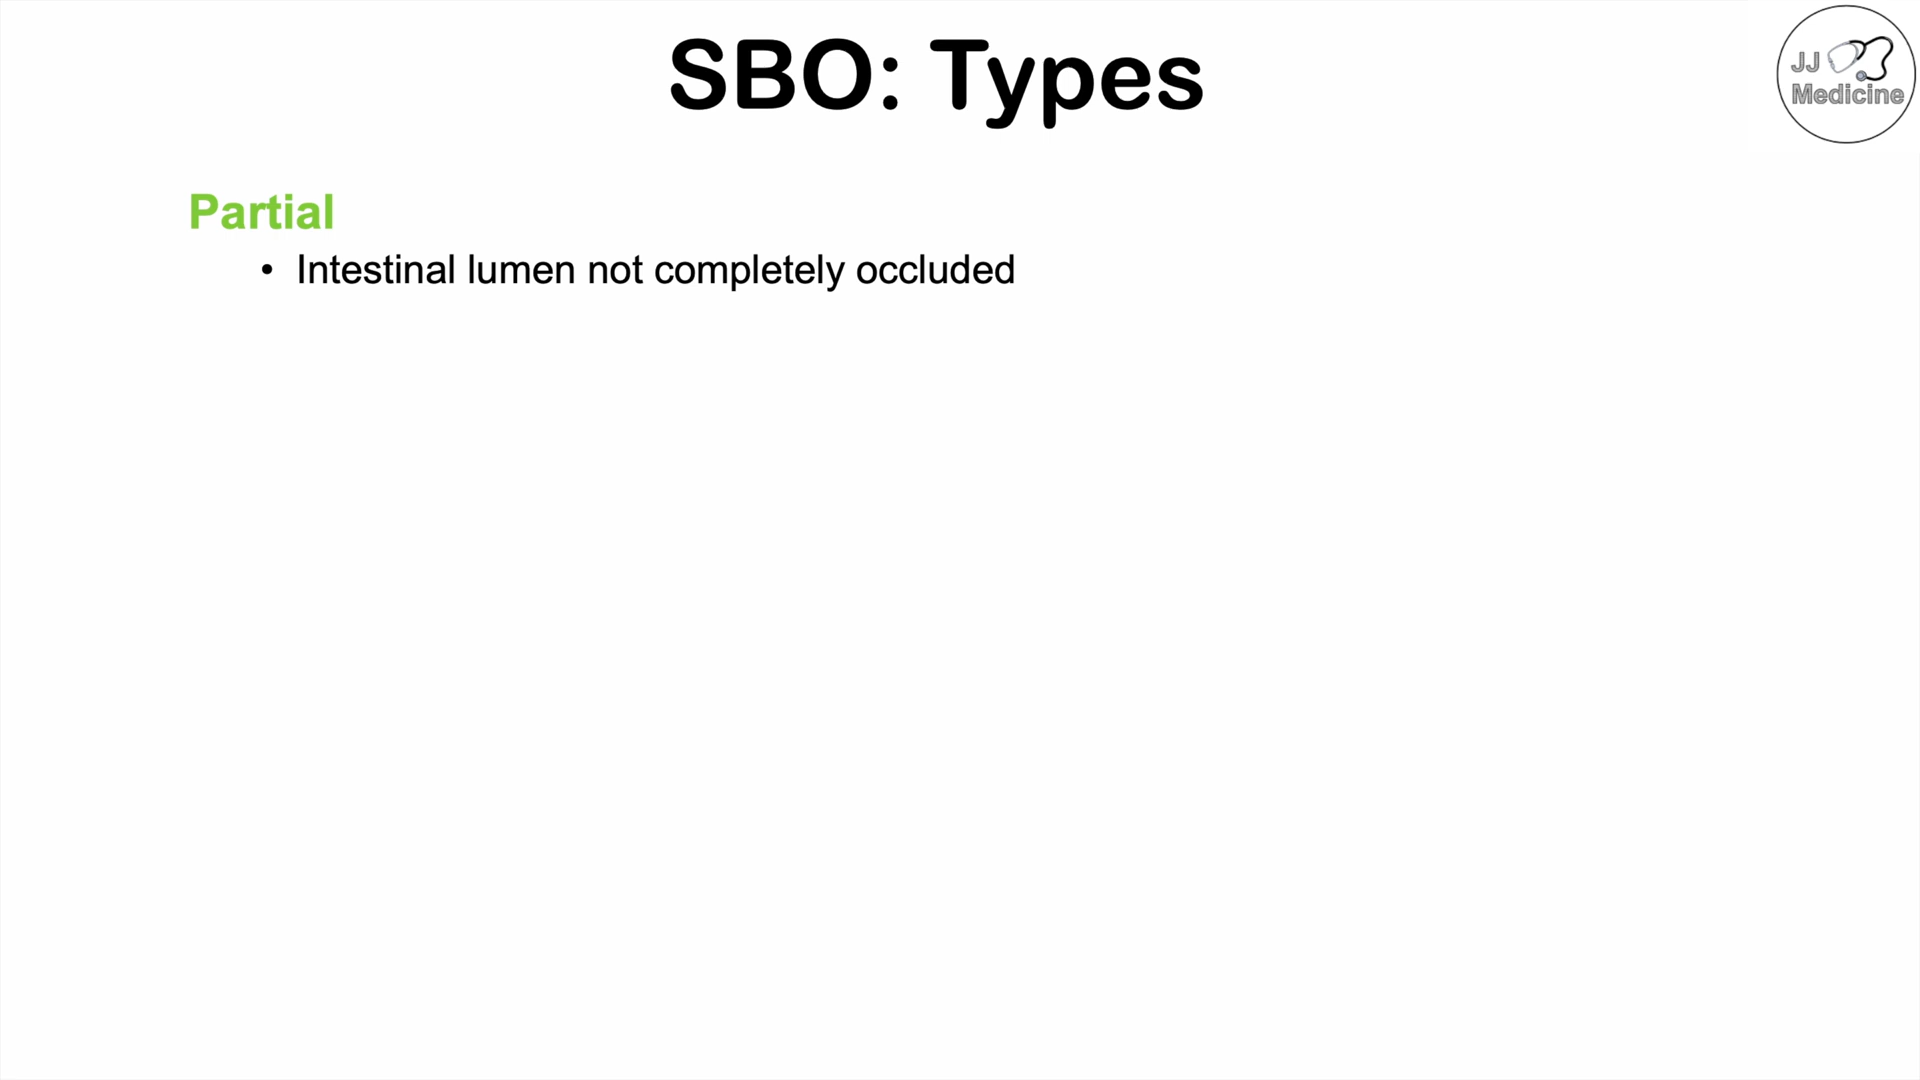 SBO: Types
JJ
Medicine
Partial
• Intestinal lumen not completely occluded